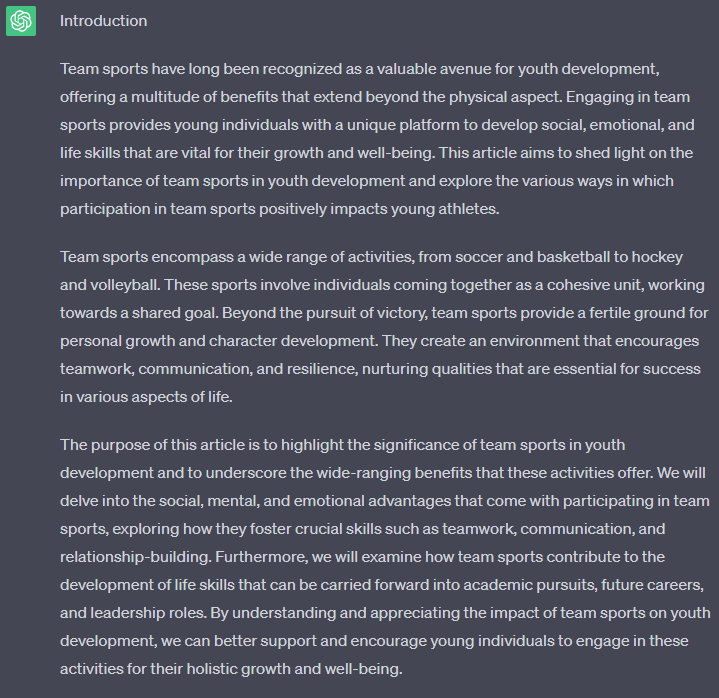 Introduction
Team sports have long been recognized as a valuable avenue for youth development,
offering a multitude of benefits that extend beyond the physical aspect. Engaging in team
sports provides young individuals with a unique platform to develop social, emotional, and
life skills that are vital for their growth and well-being. This article aims to shed light on the
importance of team sports in youth development and explore the various ways in which
participation in team sports positively impacts young athletes.
Team sports encompass a wide range of activities, from soccer and basketball to hockey
and volleyball. These sports involve individuals coming together as a cohesive unit, working
towards a shared goal. Beyond the pursuit of victory, team sports provide a fertile ground for
personal growth and character development. They create an environment that encourages
teamwork, communication, and resilience, nurturing qualities that are essential for success
in various aspects of life.
The purpose of this article is to highlight the significance of team sports in youth
development and to underscore the wide-ranging benefits that these activities offer. We will
delve into the social, mental, and emotional advantages that come with participating in team
sports, exploring how they foster crucial skills such as teamwork, communication, and
relationship-building. Furthermore, we will examine how team sports contribute to the
development of life skills that can be carried forward into academic pursuits, future careers,
and leadership roles. By understanding and appreciating the impact of team sports on youth
development, we can better support and encourage young individuals to engage in these
activities for their holistic growth and well-being.